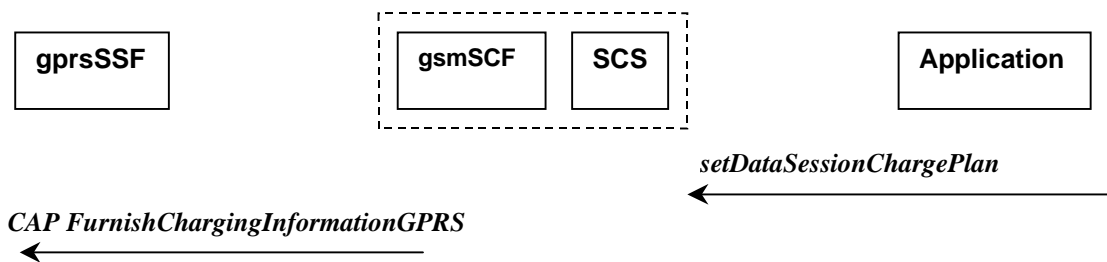 gprsSSF
gsmSCF
SCS
Application
setDataSessionChargePlan
CAP FurnishChargingInformationGPRS